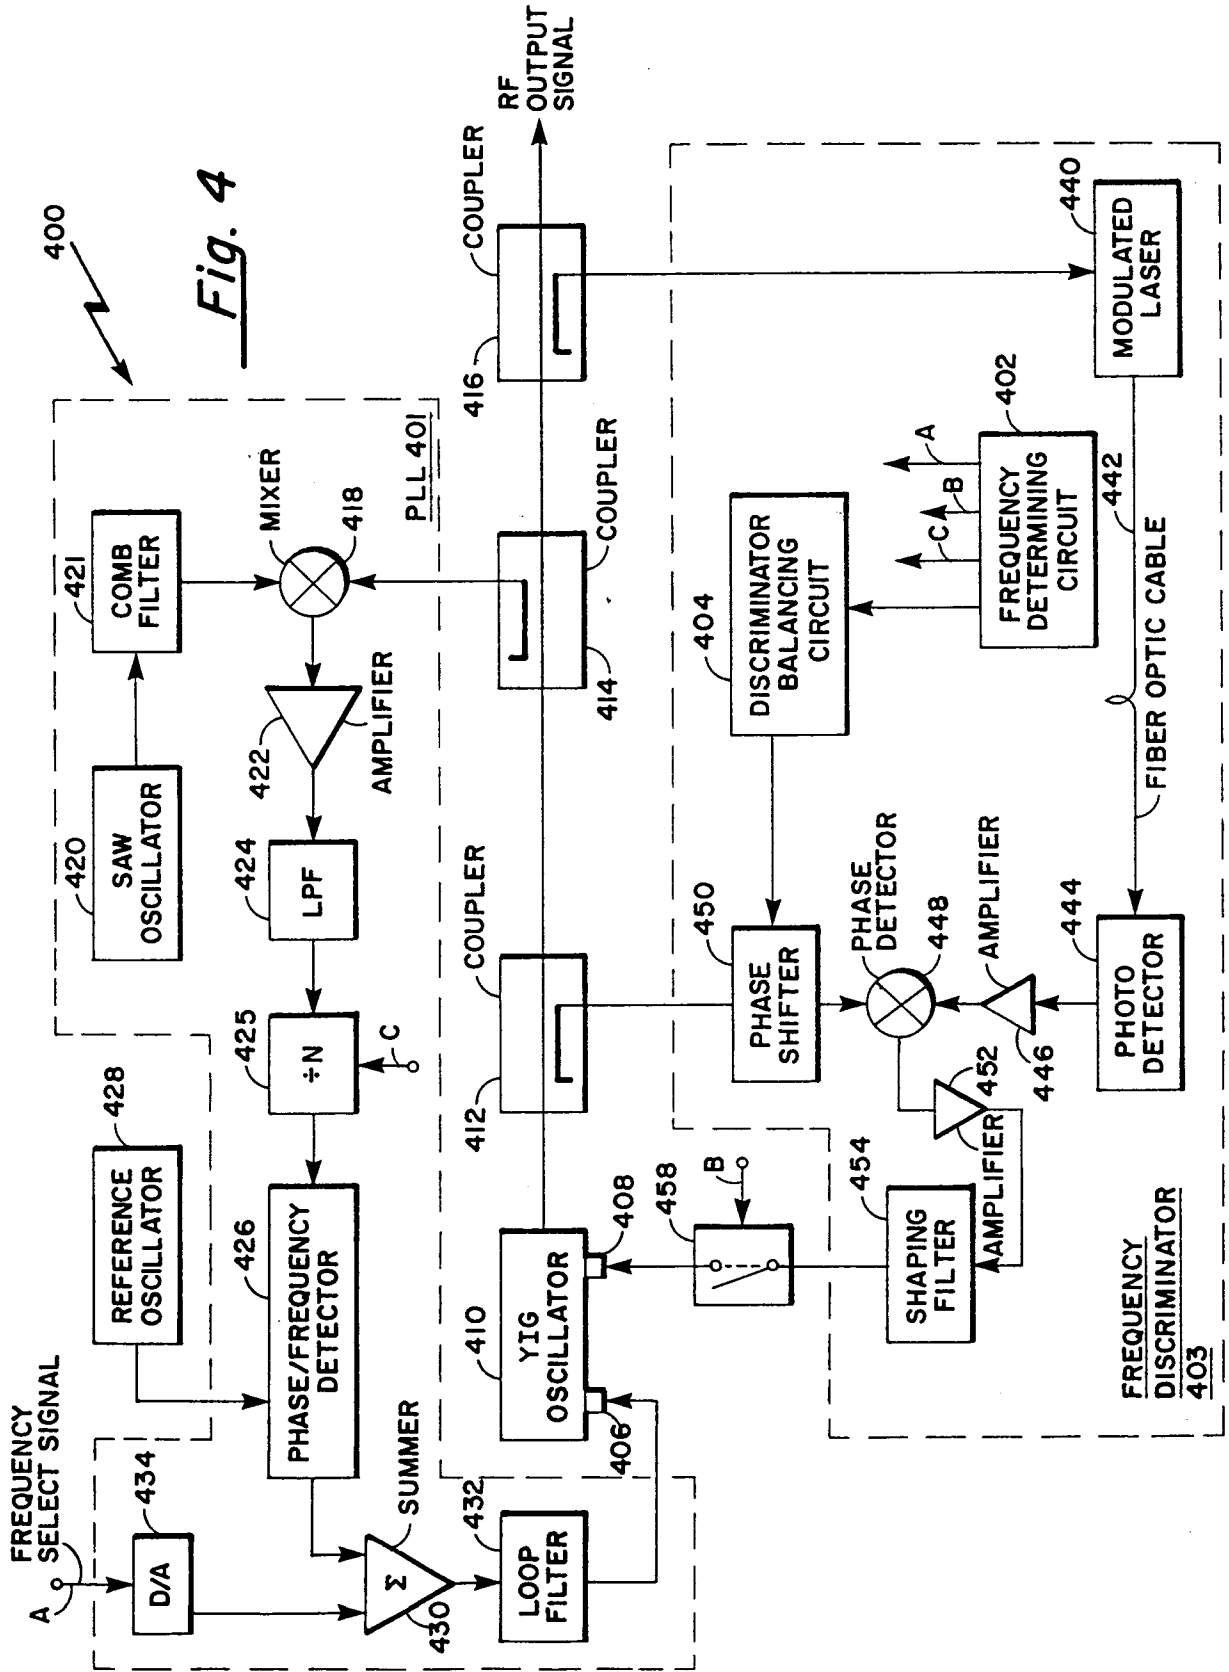 Fig. 4
400
FREQUENCY
SELECT SIGNAL
A
434
D/A
REFERENCE
OSCILLATOR
428
420
SAW
OSCILLATOR
421
COMB
FILTER
MIXER
418
422
AMPLIFIER
424
LPF
425
÷N
C
426
PHASE/FREQUENCY
DETECTOR
SUMMER
Σ
430
432
LOOP
FILTER
PLL 401
406
408
410
YIG
OSCILLATOR
412
COUPLER
414
COUPLER
416
COUPLER
RF
OUTPUT
SIGNAL
B
458
450
PHASE
SHIFTER
404
DISCRIMINATOR
BALANCING
CIRCUIT
C
B
A
402
FREQUENCY
DETERMINING
CIRCUIT
440
MODULATED
LASER
442
FIBER OPTIC CABLE
444
PHOTO
DETECTOR
AMPLIFIER
446
PHASE
DETECTOR
448
452
AMPLIFIER
454
SHAPING
FILTER
FREQUENCY
DISCRIMINATOR
403